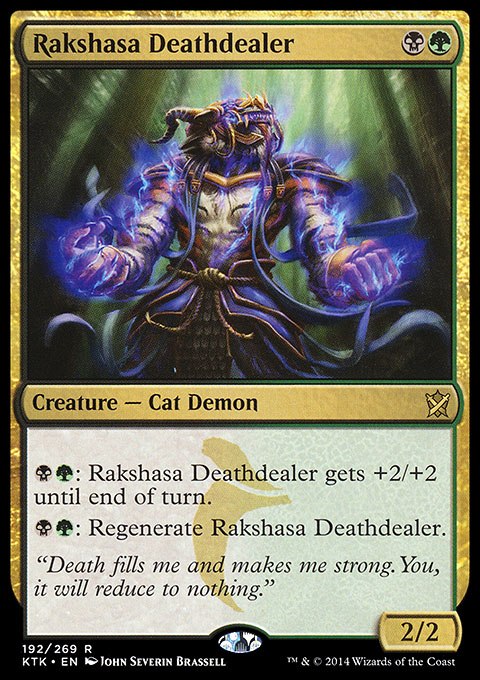 Rakshasa Deathdealer
Creature — Cat Demon
: Rakshasa Deathdealer gets +2/+2
until end of turn.
: Regenerate Rakshasa Deathdealer.
“Death fills me and makes me strong. You,
it will reduce to nothing.”
2/2
192/269 R
KTK • EN John Severin Brassell
™ & © 2014 Wizards of the Coast